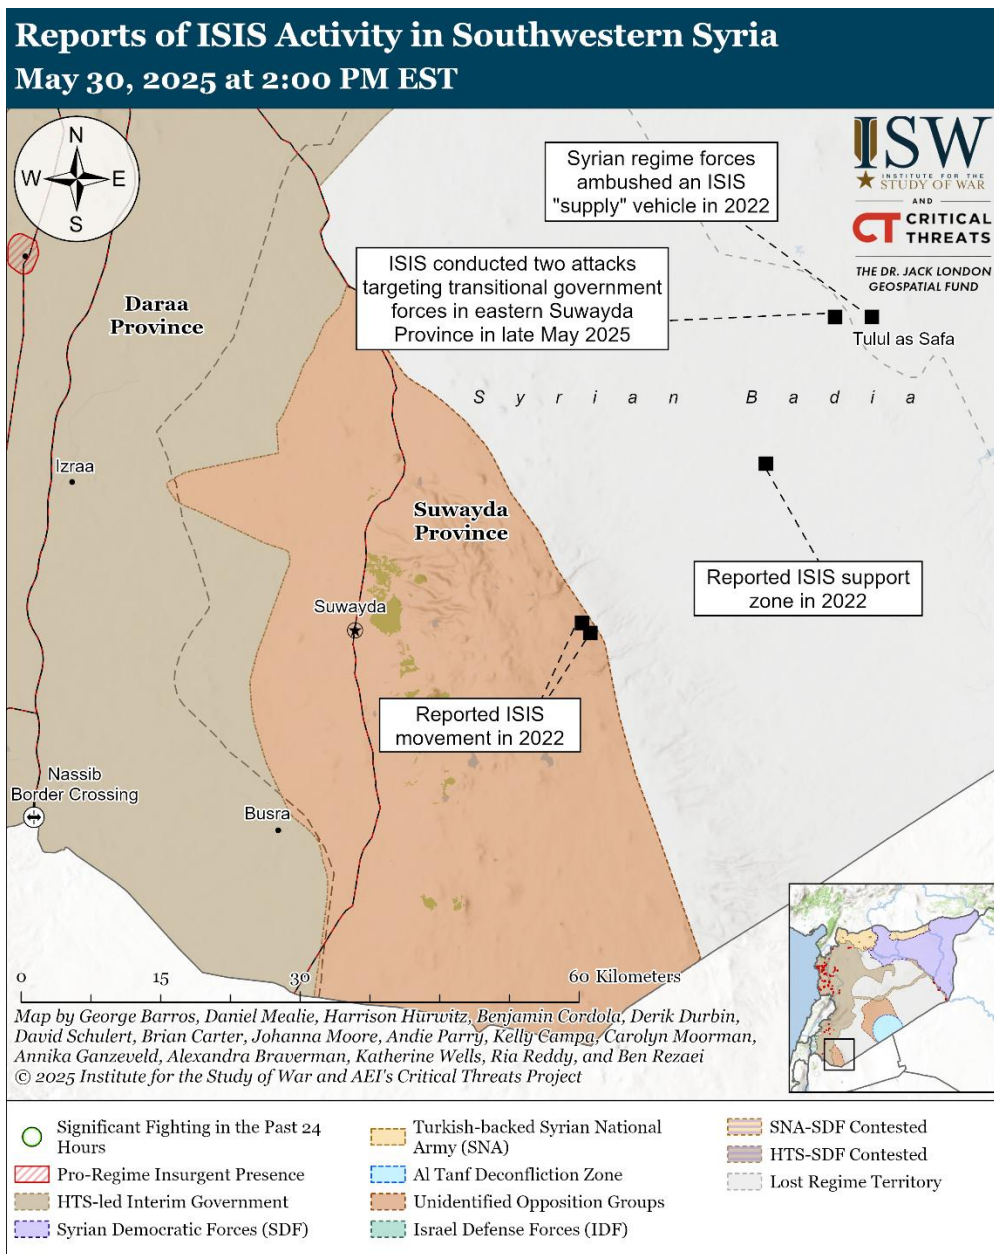 Reports of ISIS Activity in Southwestern Syria
May 30, 2025 at 2:00 PM EST
N
W
E
S
ISW
INSTITUTE FOR THE
STUDY OF WAR
AND
CT CRITICAL
THREATS
THE DR. JACK LONDON
GEOSPATIAL FUND
Syrian regime forces
ambushed an ISIS
"supply" vehicle in 2022
ISIS conducted two attacks
targeting transitional government
forces in eastern Suwayda
Province in late May 2025
Daraa
Province
Tulul as Safa
Syrian Badia
Izraa
Suwayda
Province
Reported ISIS support
zone in 2022
Suwayda
Reported ISIS
movement in 2022
Nassib
Border Crossing
Busra
0 15 30 60 Kilometers
Map by George Barros, Daniel Mealie, Harrison Hurwitz, Benjamin Cordola, Derik Durbin,
David Schulert, Brian Carter, Johanna Moore, Andie Parry, Kelly Campa, Carolyn Moorman,
Annika Ganzeveld, Alexandra Braverman, Katherine Wells, Ria Reddy, and Ben Rezaei
© 2025 Institute for the Study of War and AEI's Critical Threats Project
Significant Fighting in the Past 24
Hours
Pro-Regime Insurgent Presence
HTS-led Interim Government
Syrian Democratic Forces (SDF)
Turkish-backed Syrian National
Army (SNA)
Al Tanf Deconfliction Zone
Unidentified Opposition Groups
Israel Defense Forces (IDF)
SNA-SDF Contested
HTS-SDF Contested
Lost Regime Territory